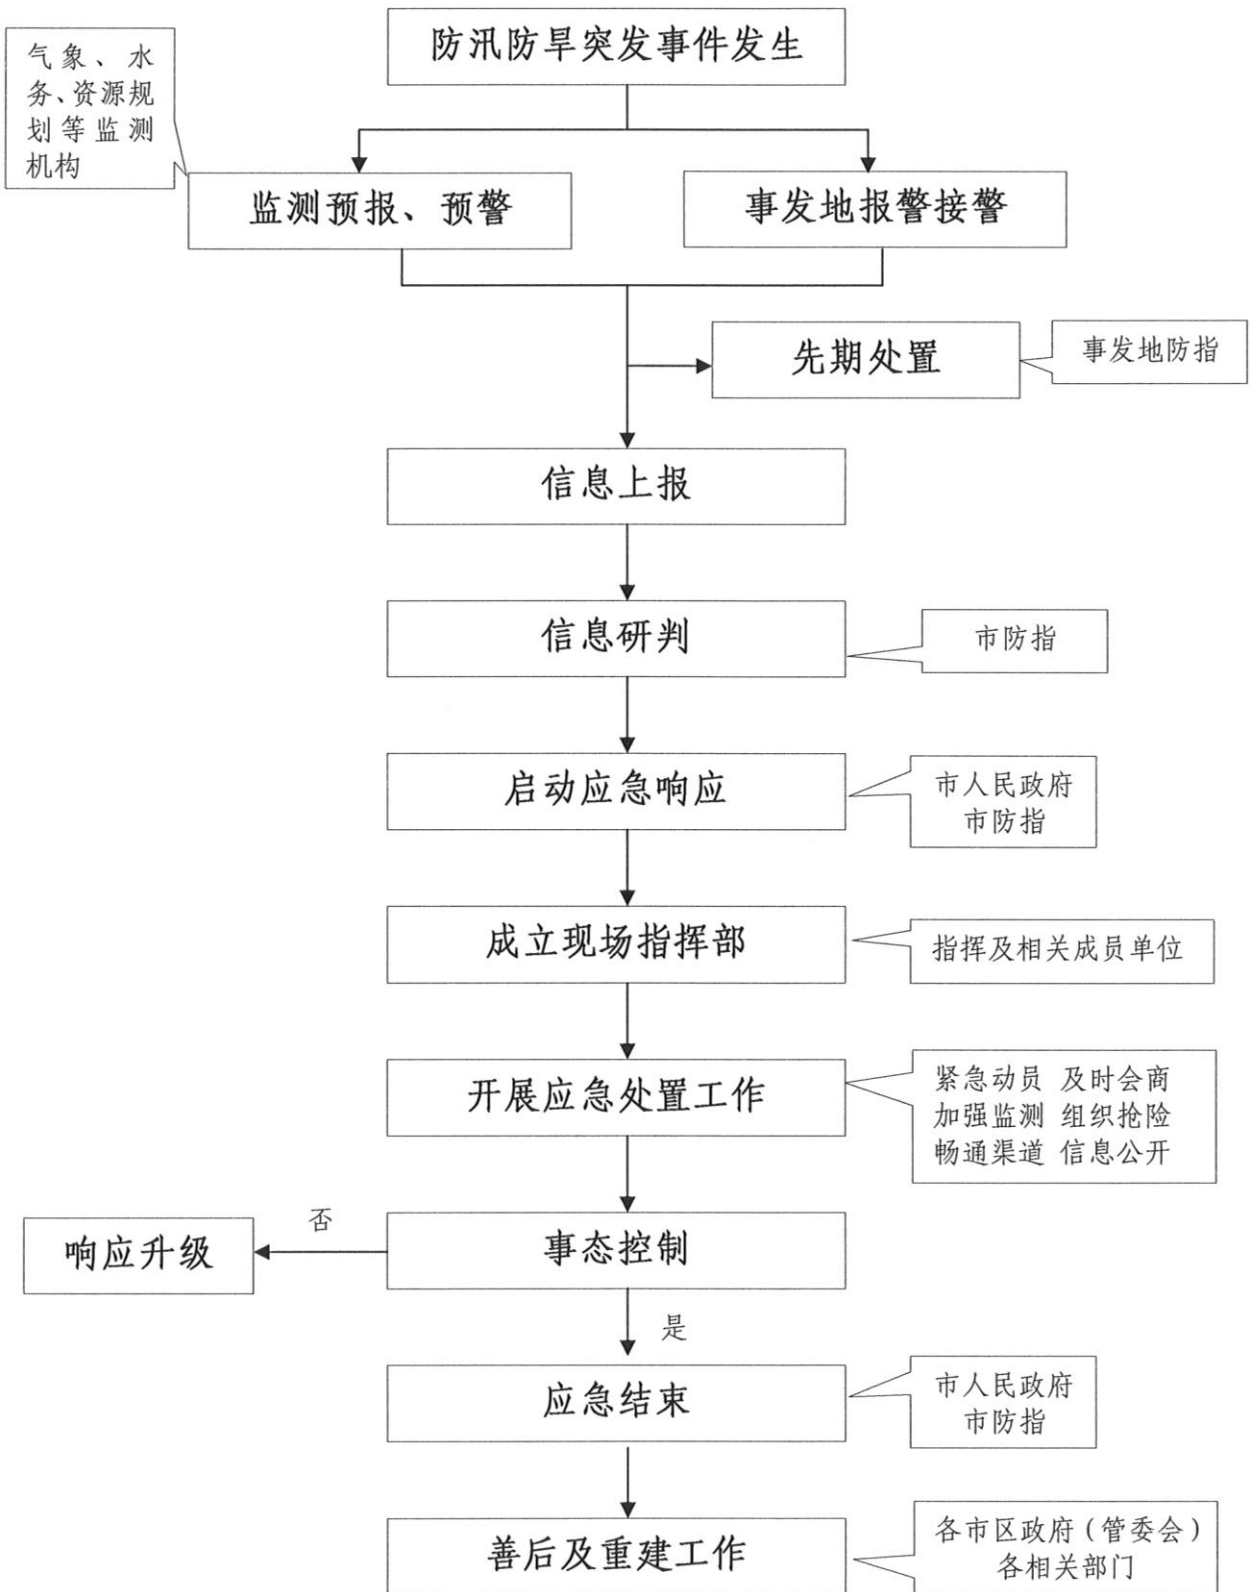 防汛防旱突发事件发生
气象、水
务、资源规
划等监测
机构
监测预报、预警
事发地报警接警
先期处置
事发地防指
信息上报
信息研判
市防指
启动应急响应
市人民政府
市防指
成立现场指挥部
指挥及相关成员单位
开展应急处置工作
紧急动员 及时会商
加强监测 组织抢险
畅通渠道 信息公开
否
响应升级
事态控制
是
应急结束
市人民政府
市防指
善后及重建工作
各市区政府（管委会）
各相关部门